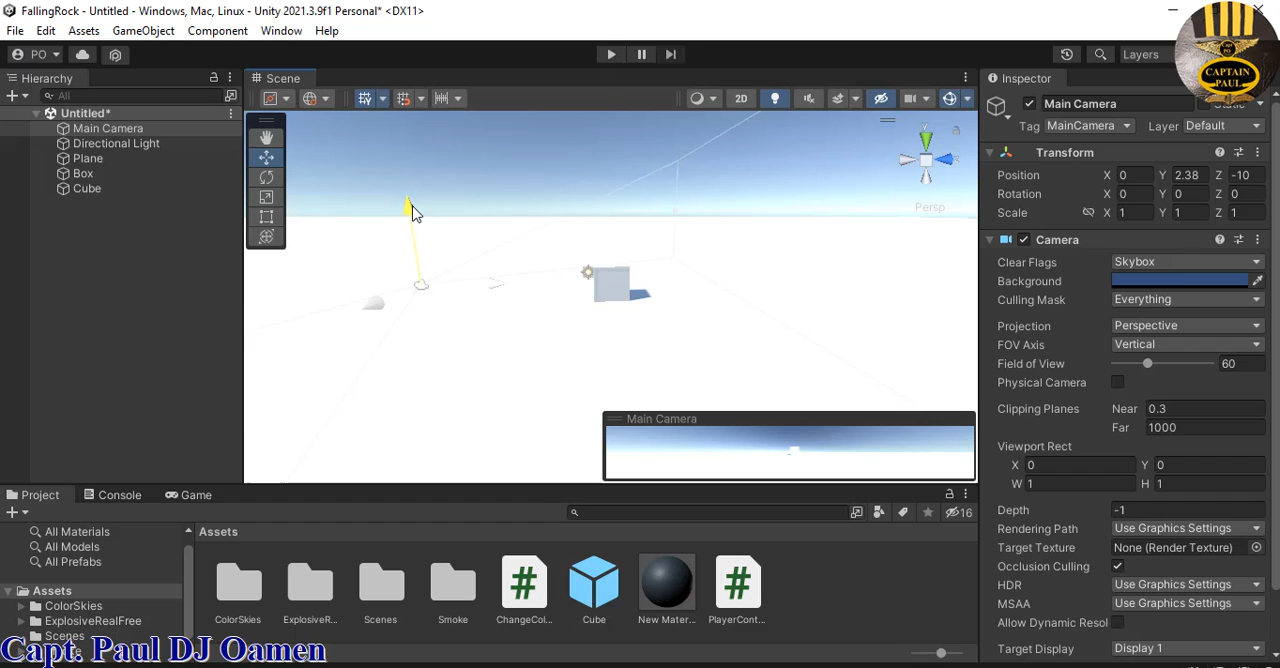 FallingRock - Untitled - Windows, Mac, Linux - Unity 2021.3.9f1 Personal* <DX11>
File Edit Assets GameObject Component Window Help
PO
Layers
Capt PO
CAPTAIN
PAUL
Hierarchy
All
Untitled*
Main Camera
Directional Light
Plane
Box
Cube
Scene
2D
Persp
Main Camera
Inspector
Main Camera
Static
Tag MainCamera Layer Default
Transform
Position X 0 Y 2.38 Z -10
Rotation X 0 Y 0 Z 0
Scale X 1 Y 1 Z 1
Camera
Clear Flags Skybox
Background
Culling Mask Everything
Projection Perspective
FOV Axis Vertical
Field of View 60
Physical Camera
Clipping Planes Near 0.3
Far 1000
Viewport Rect
X 0 Y 0
W 1 H 1
Depth -1
Rendering Path Use Graphics Settings
Target Texture None (Render Texture)
Occlusion Culling
HDR Use Graphics Settings
MSAA Use Graphics Settings
Allow Dynamic Resol
Target Display Display 1
Project Console Game
16
All Materials
All Models
All Prefabs
Assets
ColorSkies
ExplosiveRealFree
Scenes
Assets
ColorSkies ExplosiveR... Scenes Smoke ChangeCol... Cube New Mater... PlayerCont...
Capt. Paul DJ Oamen